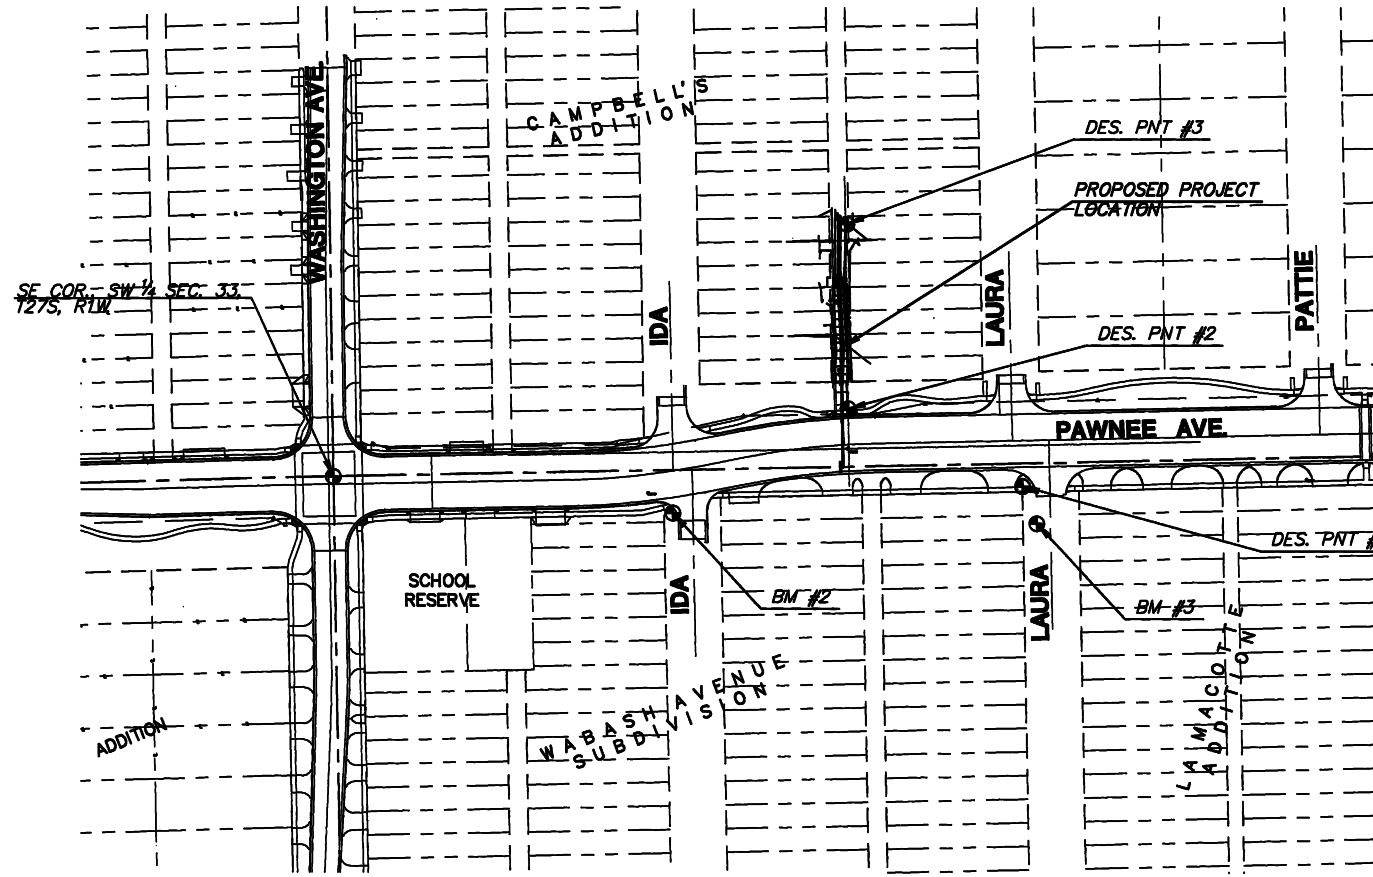 CAMPBELL'S
ADDITION
WASHINGTON AVE.
DES. PNT #3
PROPOSED PROJECT
LOCATION
SE COR., SW ¼ SEC. 33,
T27S, R1W
IDA
LAURA
PATTIE
DES. PNT #2
PAWNEE AVE.
DES. PNT #
SCHOOL
RESERVE
IDA
BM #2
LAURA
BM #3
WABASH AVENUE
SUBDIVISION
LAMACOTTE
ADDITION
ADDITION